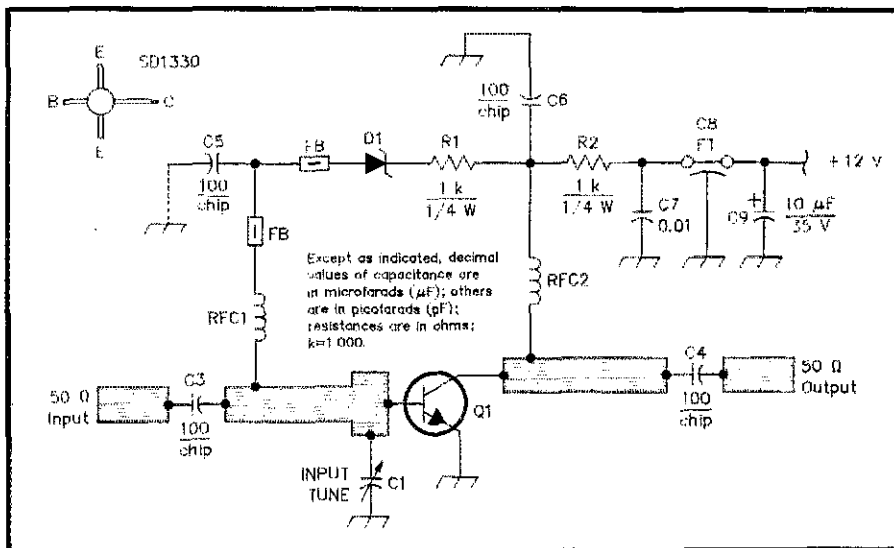 E
SD1330
B
C
E
C5
100
chip
FB
D1
R1
1 k
1/4 W
100
chip
C6
R2
1 k
1/4 W
C8
FT
+12 V
C7
0.01
C9
+
10 µF
35 V
FB
RFC1
Except as indicated, decimal
values of capacitance are
in microfarads (µF); others
are in picofarads (pF);
resistances are in ohms;
k=1 000.
RFC2
50 Ω
Input
C3
100
chip
Q1
C4
100
chip
50 Ω
Output
INPUT
TUNE
C1